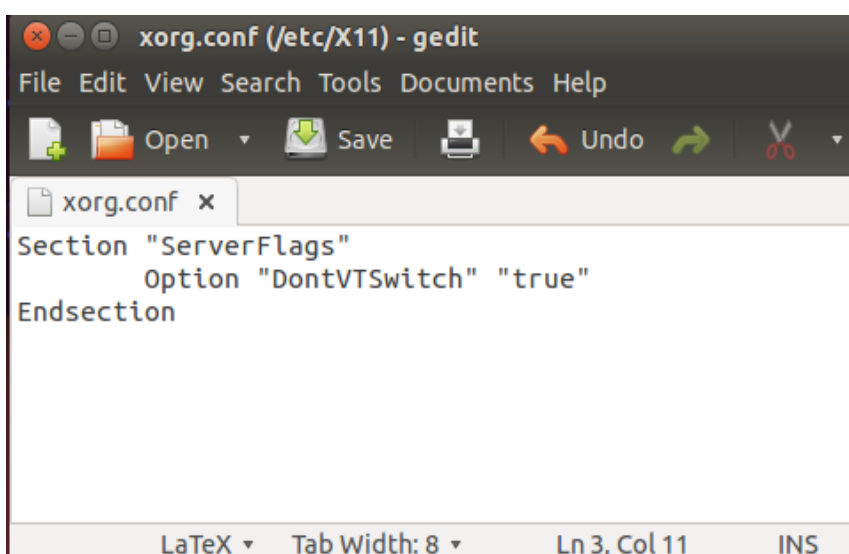 xorg.conf (/etc/X11) - gedit
File Edit View Search Tools Documents Help
Open Save Undo
xorg.conf ×
Section "ServerFlags"
        Option "DontVTSwitch" "true"
Endsection
LaTeX Tab Width: 8 Ln 3, Col 11 INS